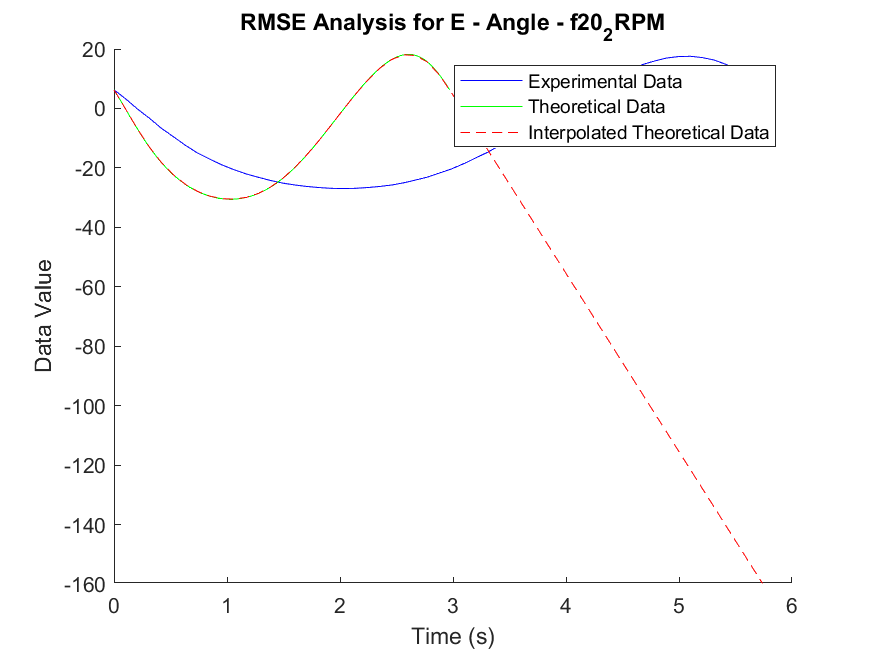 RMSE Analysis for E - Angle - f20₂RPM
Experimental Data
Theoretical Data
Interpolated Theoretical Data
Data Value
20
0
-20
-40
-60
-80
-100
-120
-140
-160
0 1 2 3 4 5 6
Time (s)